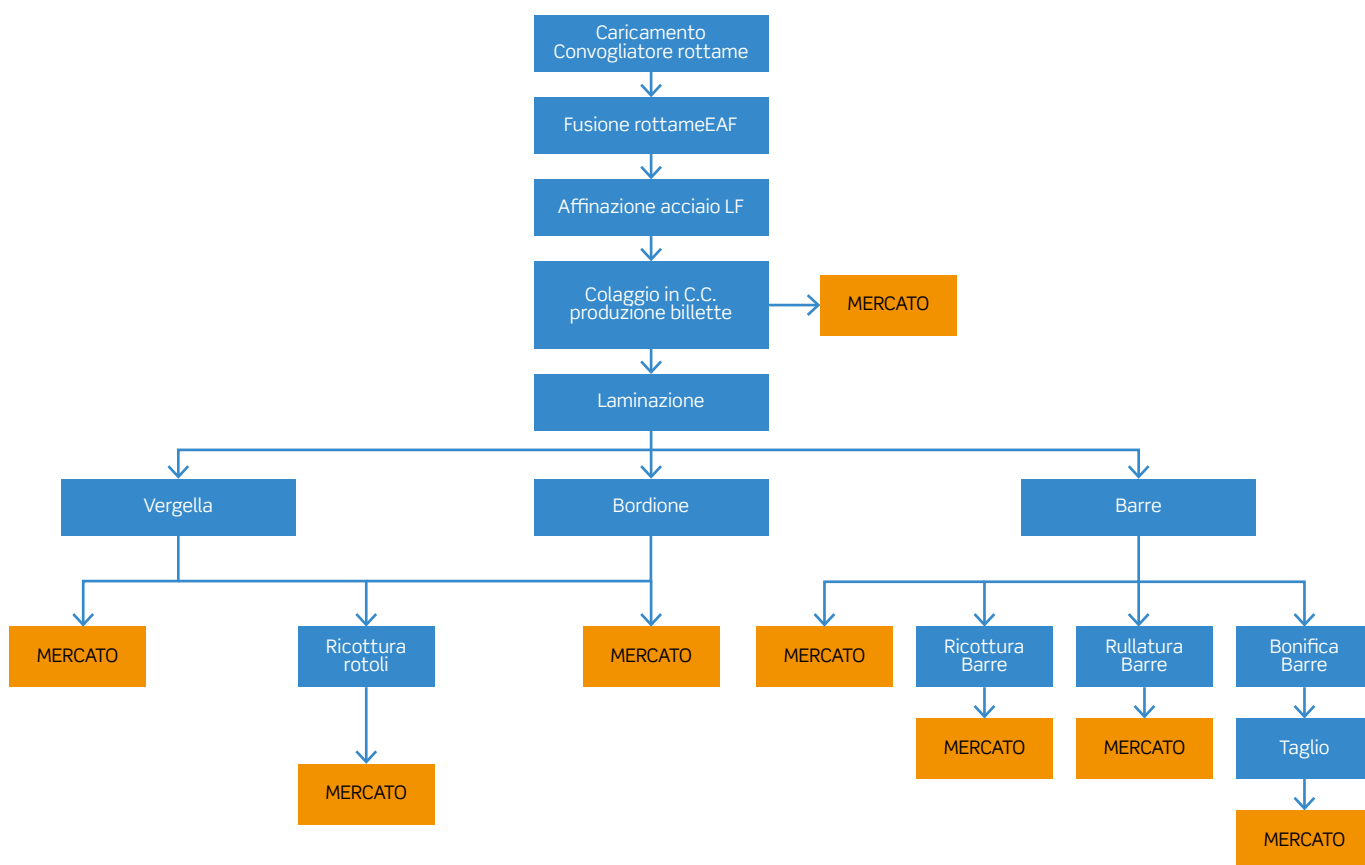 Caricamento
Convogliatore rottame
Fusione rottameEAF
Affinazione acciaio LF
Colaggio in C.C.
produzione billette
MERCATO
Laminazione
Vergella
Bordione
Barre
MERCATO
Ricottura
rotoli
MERCATO
MERCATO
Ricottura
Barre
Rullatura
Barre
Bonifica
Barre
MERCATO
MERCATO
Taglio
MERCATO
MERCATO